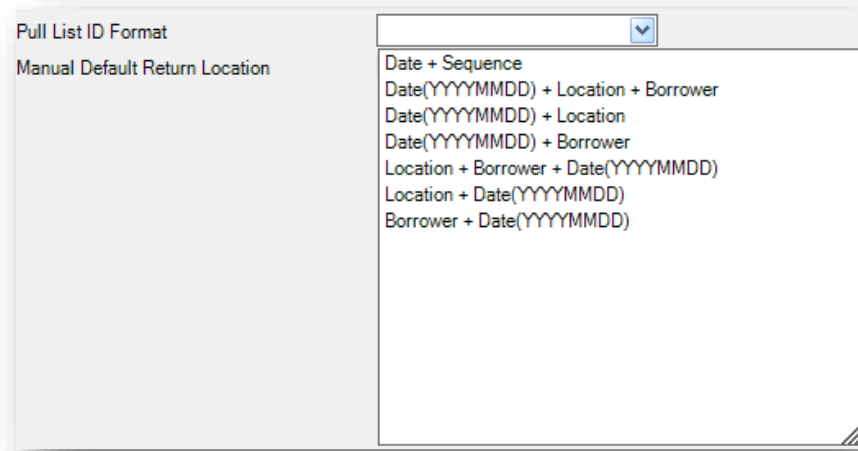 Pull List ID Format
Manual Default Return Location
Date + Sequence
Date(YYYYMMDD) + Location + Borrower
Date(YYYYMMDD) + Location
Date(YYYYMMDD) + Borrower
Location + Borrower + Date(YYYYMMDD)
Location + Date(YYYYMMDD)
Borrower + Date(YYYYMMDD)